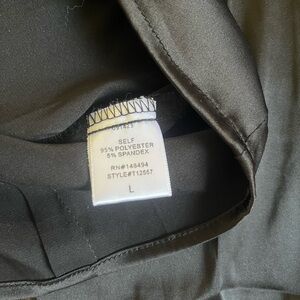 SELF
95% POLYESTER
5% SPANDEX
RN#148494
STYLE#T12557
L